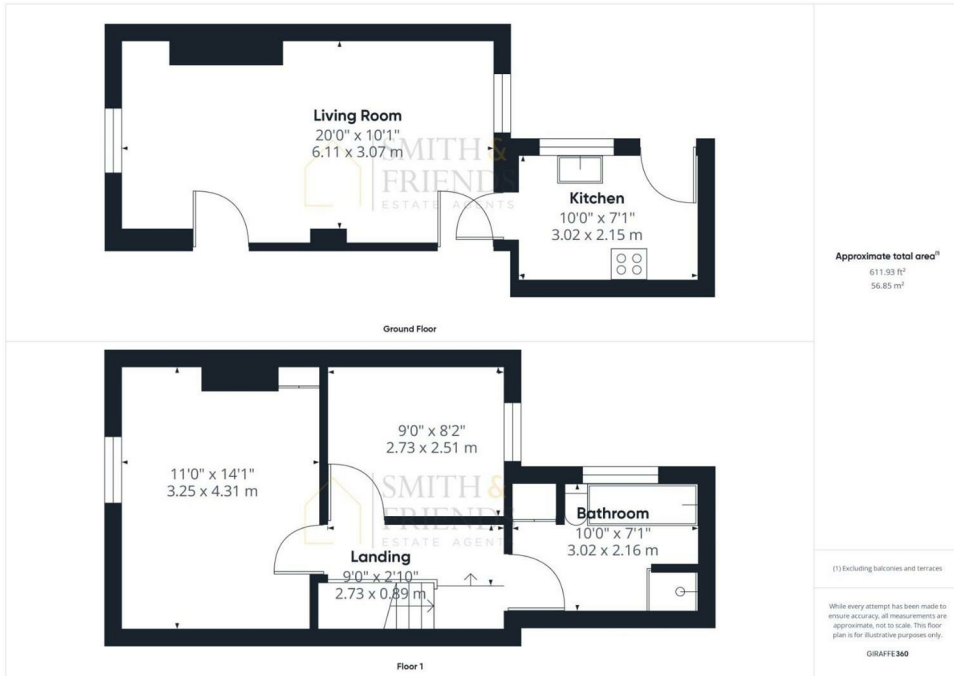 Living Room
20'0" x 10'1"
6.11 x 3.07 m
SMITH &
FRIENDS
ESTATE AGENTS
Kitchen
10'0" x 7'1"
3.02 x 2.15 m
Ground Floor
11'0" x 14'1"
3.25 x 4.31 m
9'0" x 8'2"
2.73 x 2.51 m
SMITH &
FRIENDS
ESTATE AGENTS
Landing
9'0" x 2'10"
2.73 x 0.89 m
Bathroom
10'0" x 7'1"
3.02 x 2.16 m
Floor 1
Approximate total area(1)
611.93 ft²
56.85 m²
(1) Excluding balconies and terraces
While every attempt has been made to
ensure accuracy, all measurements are
approximate, not to scale. This floor
plan is for illustrative purposes only.
GIRAFFE360